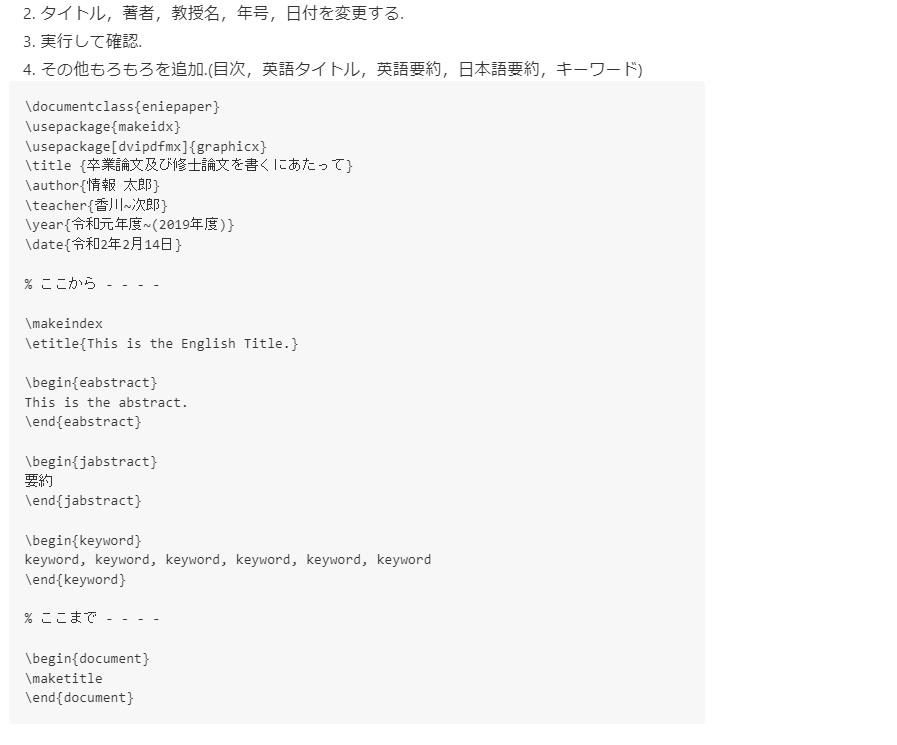 2. タイトル，著者，教授名，年号，日付を変更する.
3. 実行して確認.
4. その他もろもろを追加.(目次，英語タイトル，英語要約，日本語要約，キーワード)
\documentclass{eniepaper}
\usepackage{makeidx}
\usepackage[dvipdfmx]{graphicx}
\title {卒業論文及び修士論文を書くにあたって}
\author{情報 太郎}
\teacher{香川~次郎}
\year{令和元年度~(2019年度)}
\date{令和2年2月14日}
% ここから - - - -
\makeindex
\etitle{This is the English Title.}
\begin{eabstract}
This is the abstract.
\end{eabstract}
\begin{jabstract}
要約
\end{jabstract}
\begin{keyword}
keyword, keyword, keyword, keyword, keyword, keyword
\end{keyword}
% ここまで - - - -
\begin{document}
\maketitle
\end{document}